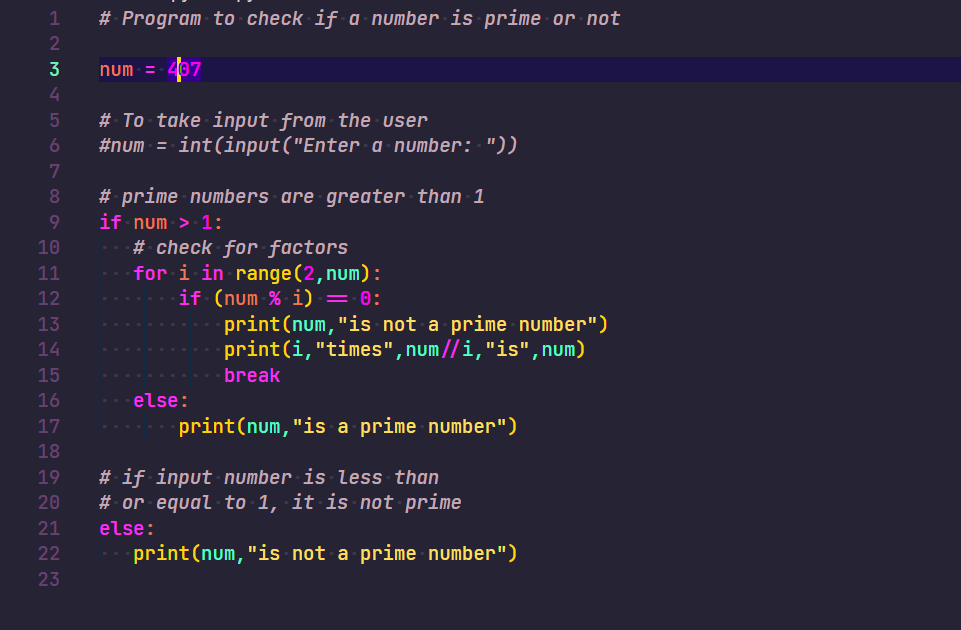 1 # Program to check if a number is prime or not
2
3 num = 407
4
5 # To take input from the user
6 #num = int(input("Enter a number: "))
7
8 # prime numbers are greater than 1
9 if num > 1:
10    # check for factors
11    for i in range(2,num):
12        if (num % i) == 0:
13            print(num,"is not a prime number")
14            print(i,"times",num//i,"is",num)
15            break
16    else:
17        print(num,"is a prime number")
18
19 # if input number is less than
20 # or equal to 1, it is not prime
21 else:
22    print(num,"is not a prime number")
23